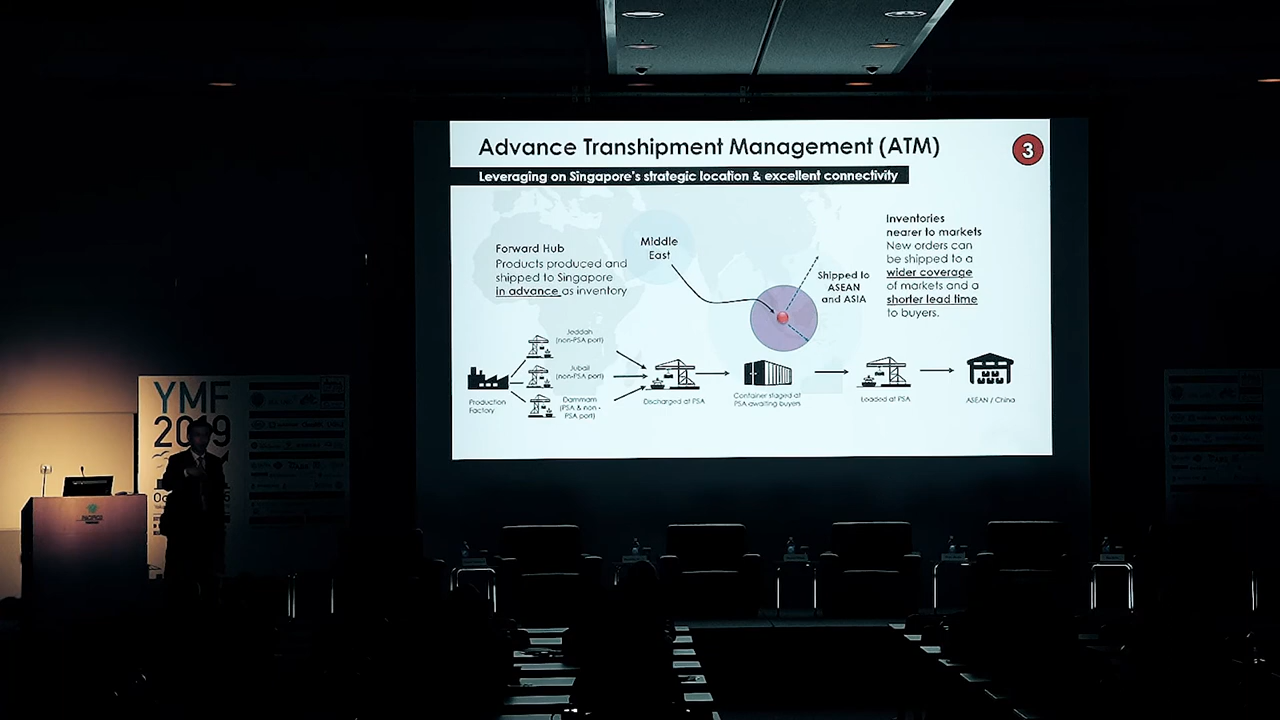 Advance Transhipment Management (ATM)
3
Leveraging on Singapore's strategic location & excellent connectivity
Forward Hub
Products produced and
shipped to Singapore
in advance as inventory
Middle
East
Shipped to
ASEAN
and ASIA
Inventories
nearer to markets
New orders can
be shipped to a
wider coverage
of markets and a
shorter lead time
to buyers.
Jeddah
(non-PSA port)
Jubail
(non-PSA port)
Dammam
(PSA & non -
PSA port)
Production
Factory
Discharged at PSA
Container staged at
PSA awaiting buyers
Loaded at PSA
ASEAN / China
YMF
2019